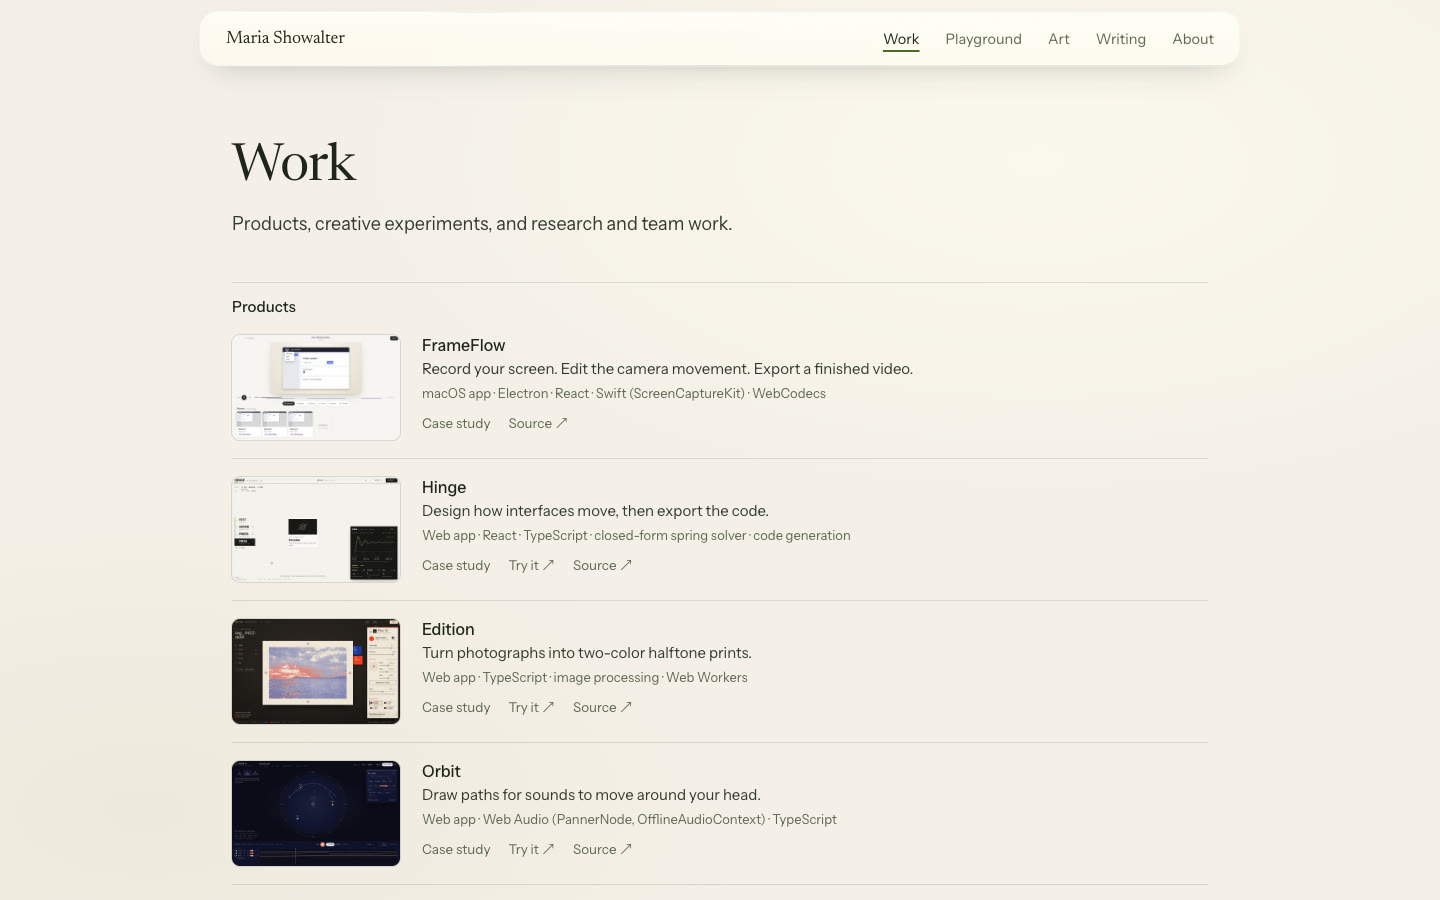 Maria Showalter
Work Playground Art Writing About
Work
Products, creative experiments, and research and team work.
Products
FrameFlow
Record your screen. Edit the camera movement. Export a finished video.
macOS app · Electron · React · Swift (ScreenCaptureKit) · WebCodecs
Case study Source ↗
Hinge
Design how interfaces move, then export the code.
Web app · React · TypeScript · closed-form spring solver · code generation
Case study Try it ↗ Source ↗
Edition
Turn photographs into two-color halftone prints.
Web app · TypeScript · image processing · Web Workers
Case study Try it ↗ Source ↗
Orbit
Draw paths for sounds to move around your head.
Web app · Web Audio (PannerNode, OfflineAudioContext) · TypeScript
Case study Try it ↗ Source ↗